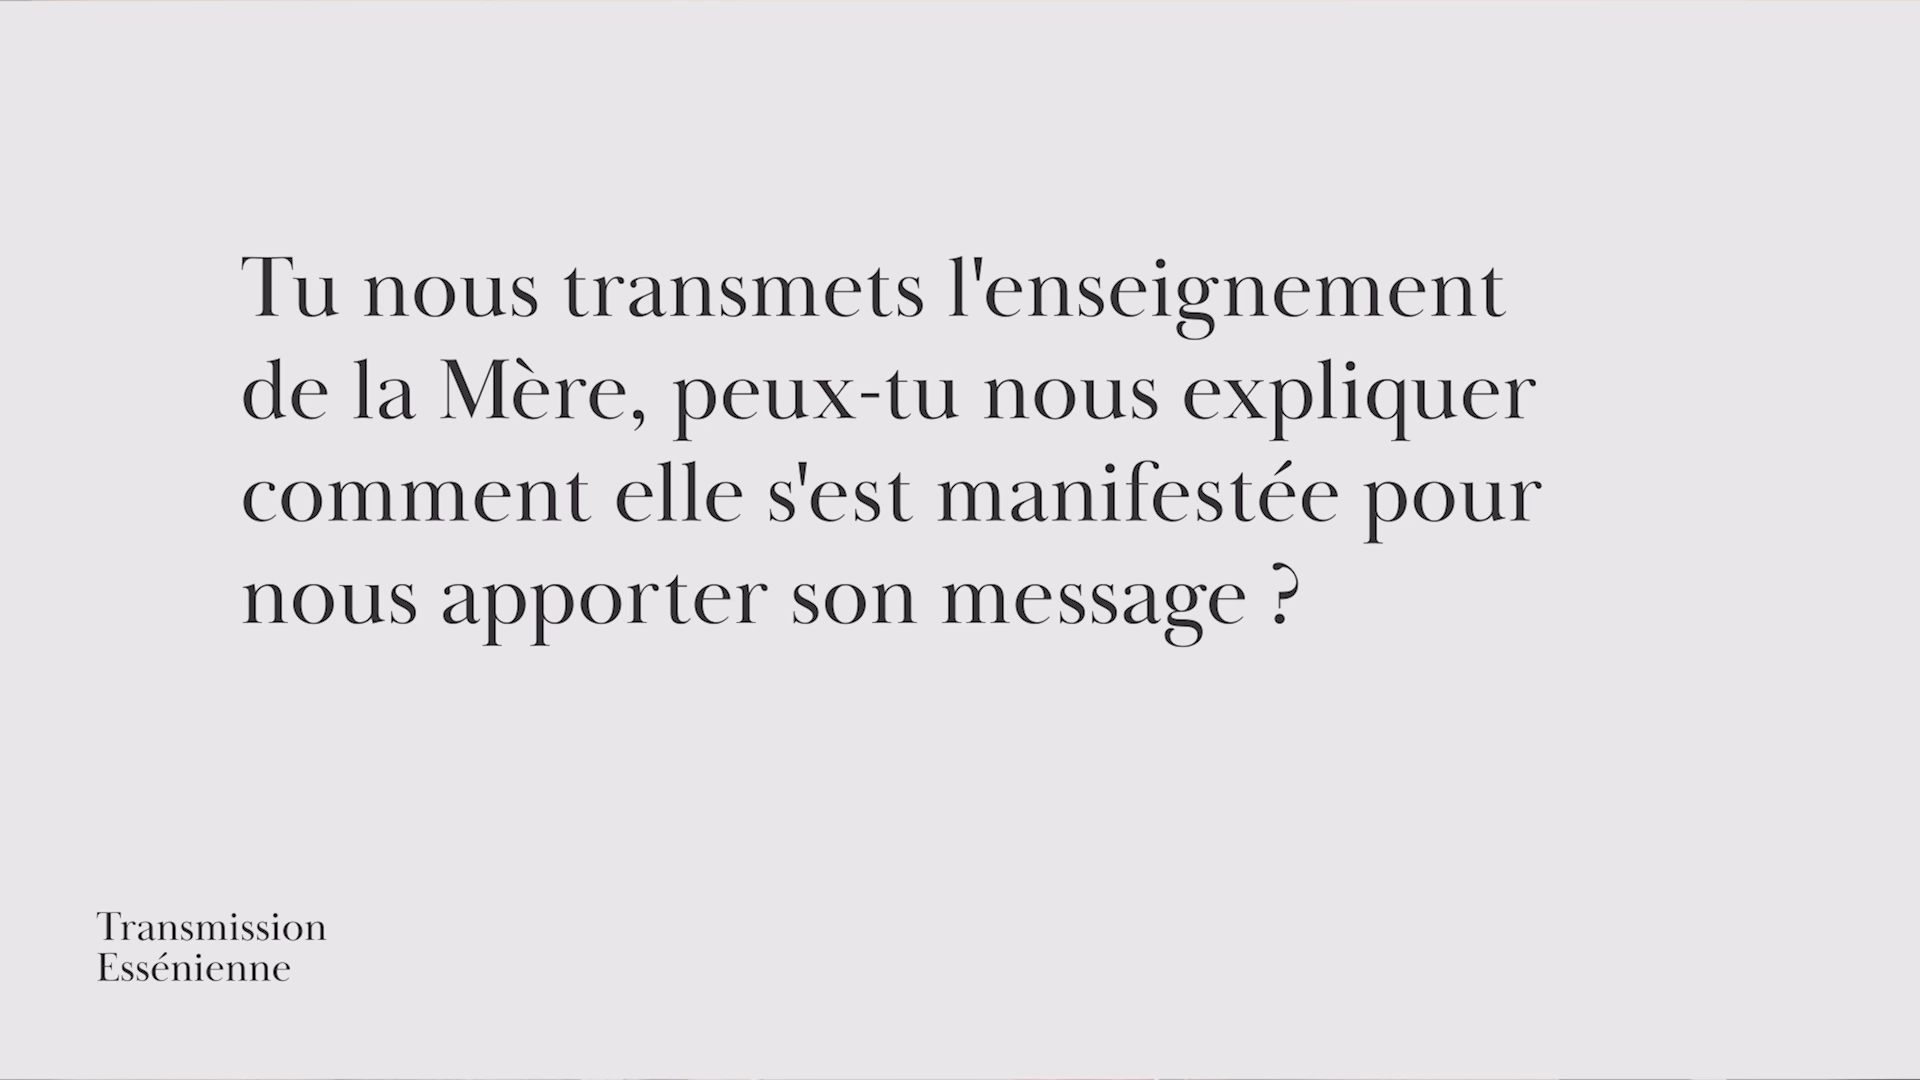 Tu nous transmets l'enseignement
de la Mère, peux-tu nous expliquer
comment elle s'est manifestée pour
nous apporter son message ?
Transmission
Essénienne